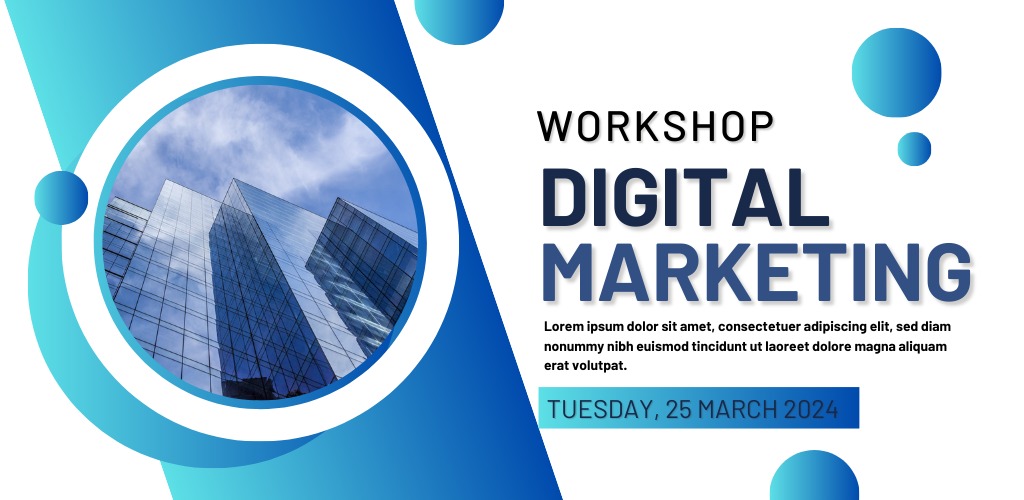 WORKSHOP
DIGITAL
MARKETING
Lorem ipsum dolor sit amet, consectetuer adipiscing elit, sed diam
nonummy nibh euismod tincidunt ut laoreet dolore magna aliquam
erat volutpat.
TUESDAY, 25 MARCH 2024